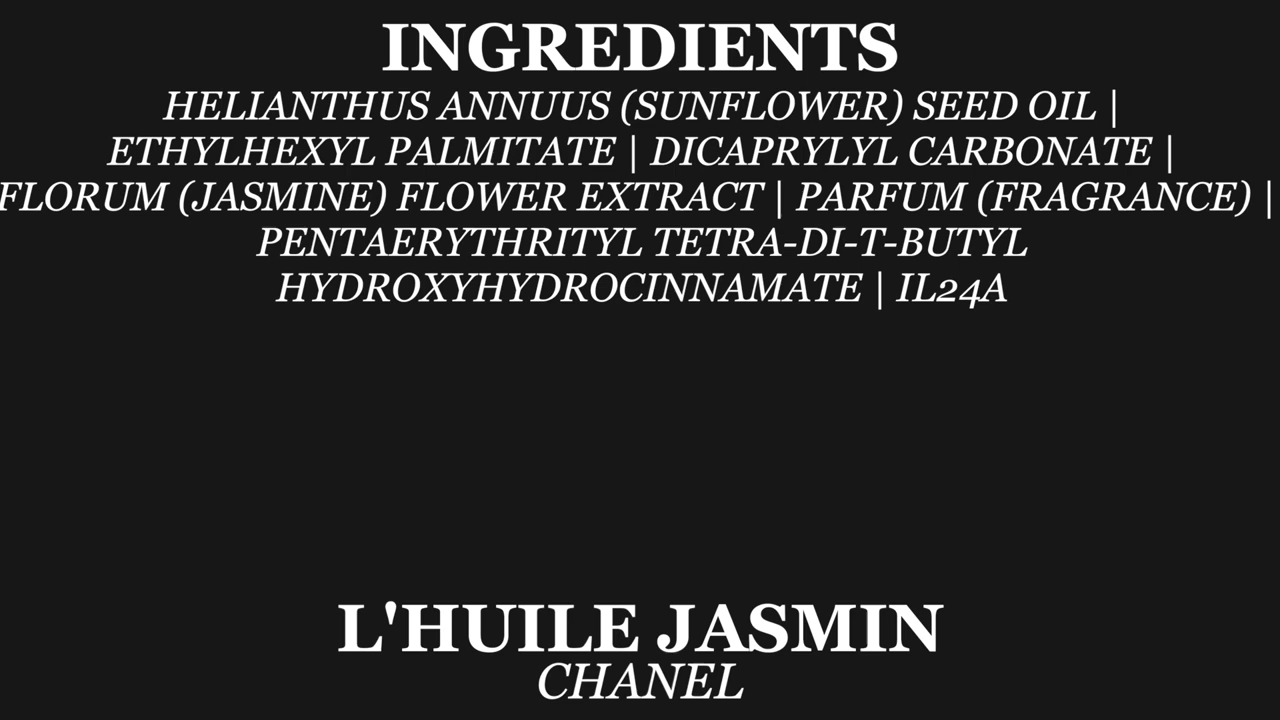 INGREDIENTS
HELIANTHUS ANNUUS (SUNFLOWER) SEED OIL |
ETHYLHEXYL PALMITATE | DICAPRYLYL CARBONATE |
FLORUM (JASMINE) FLOWER EXTRACT | PARFUM (FRAGRANCE) |
PENTAERYTHRITYL TETRA-DI-T-BUTYL
HYDROXYHYDROCINNAMATE | IL24A
L'HUILE JASMIN
CHANEL